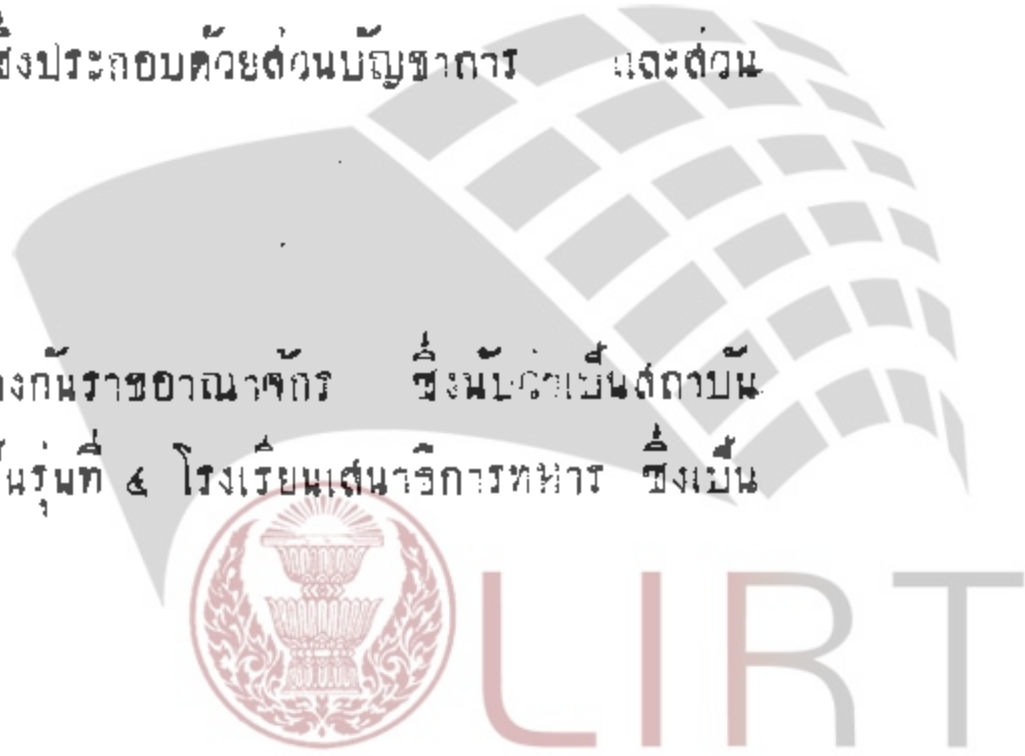 ซึ่งประกอบด้วยส่วนบัญชาการ และส่วน
องกันราชอาณาจักร ซึ่งนับว่าเป็นสถาบัน
นรุ่นที่ ๔ โรงเรียนเสนาธิการทหาร ซึ่งเป็น
LIRT